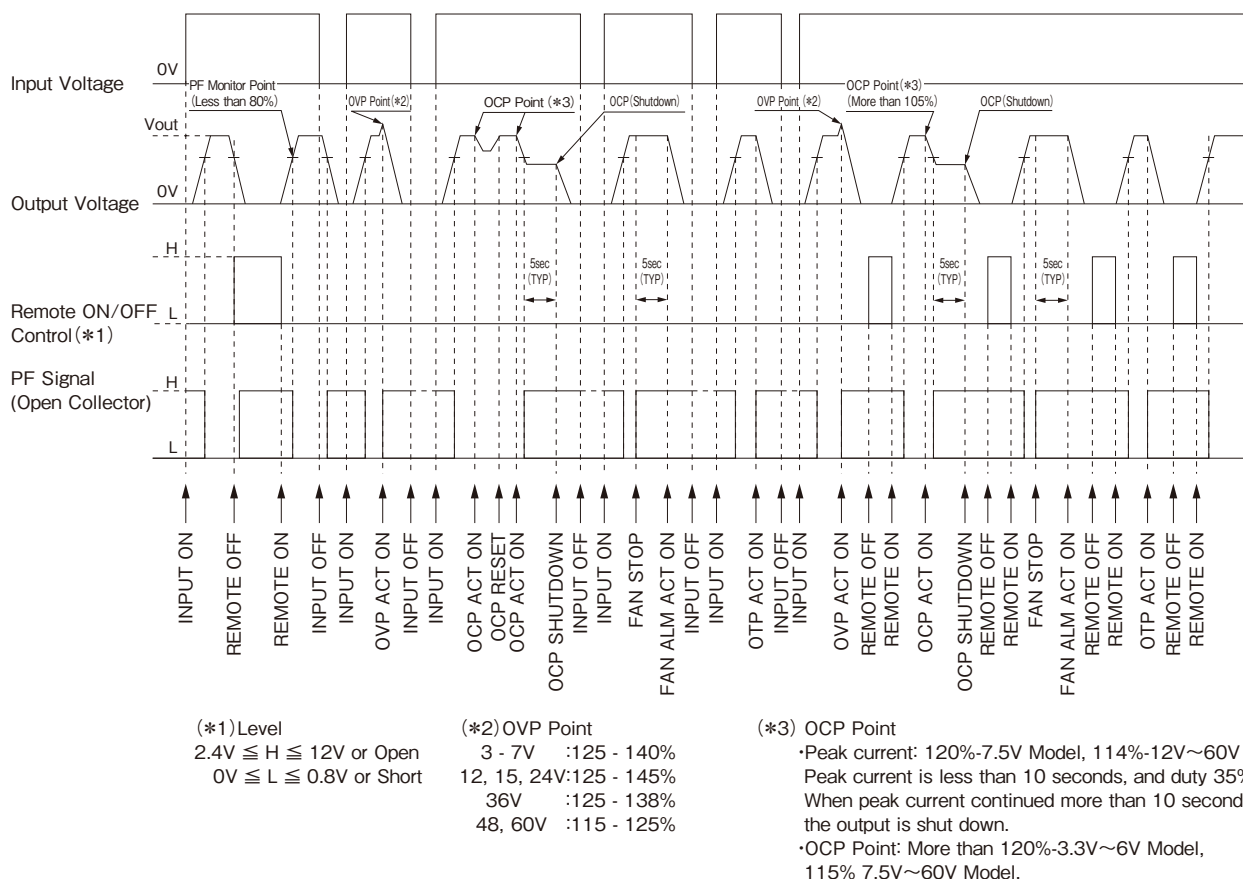 Input Voltage
0V
PF Monitor Point
(Less than 80%)
OVP Point(*2)
OCP Point (*3)
OCP(Shutdown)
OVP Point (*2)
OCP Point(*3)
(More than 105%)
OCP(Shutdown)
Vout
0V
Output Voltage
H
5sec
(TYP)
5sec
(TYP)
5sec
(TYP)
5sec
(TYP)
Remote ON/OFF
Control(*1)
L
PF Signal
(Open Collector)
H
L
INPUT ON
REMOTE OFF
REMOTE ON
INPUT OFF
INPUT ON
OVP ACT ON
INPUT OFF
INPUT ON
OCP ACT ON
OCP RESET
OCP ACT ON
OCP SHUTDOWN
INPUT OFF
INPUT ON
FAN STOP
FAN ALM ACT ON
INPUT OFF
INPUT ON
OTP ACT ON
INPUT OFF
INPUT ON
OVP ACT ON
REMOTE OFF
REMOTE ON
OCP ACT ON
OCP SHUTDOWN
REMOTE OFF
REMOTE ON
FAN STOP
FAN ALM ACT ON
REMOTE OFF
REMOTE ON
OTP ACT ON
REMOTE OFF
REMOTE ON
(*1)Level
2.4V ≦ H ≦ 12V or Open
0V ≦ L ≦ 0.8V or Short
(*2)OVP Point
3 - 7V :125 - 140%
12, 15, 24V:125 - 145%
36V :125 - 138%
48, 60V :115 - 125%
(*3) OCP Point
・Peak current: 120%-7.5V Model, 114%-12V～60V
Peak current is less than 10 seconds, and duty 35%
When peak current continued more than 10 second
the output is shut down.
・OCP Point: More than 120%-3.3V～6V Model,
115% 7.5V～60V Model.